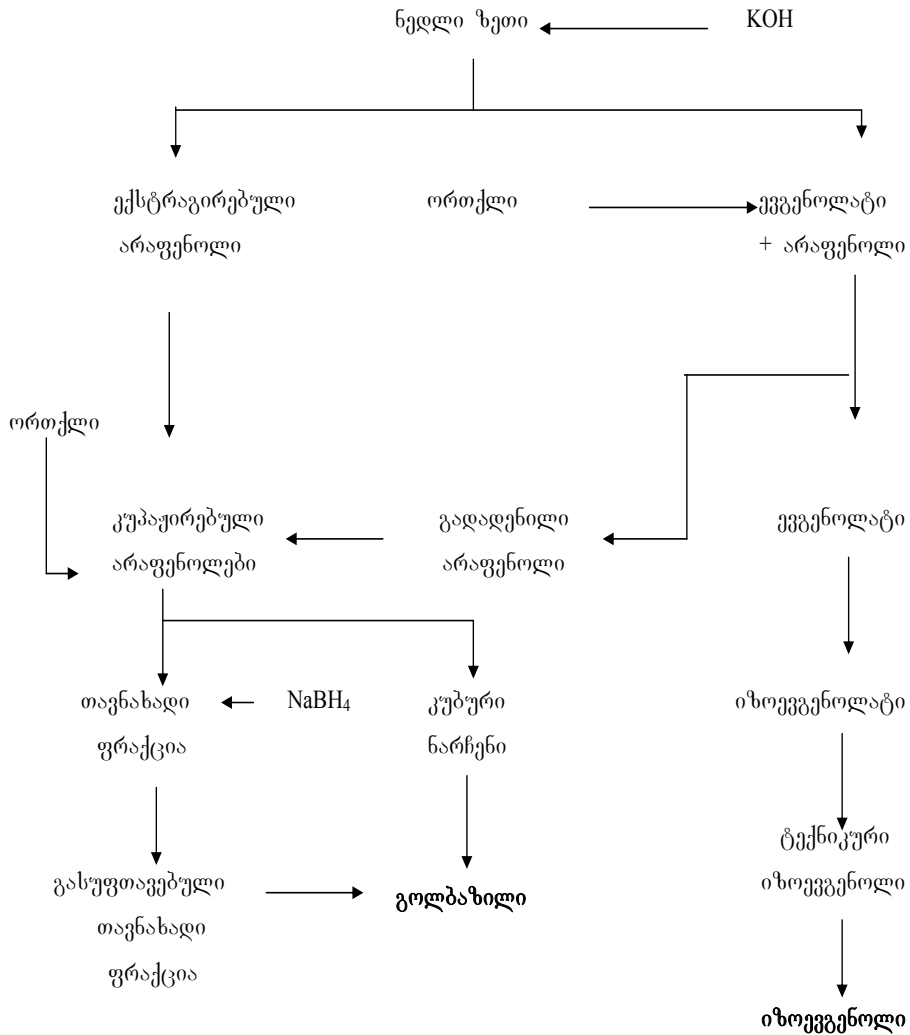 ნედლი ზეთი KOH
ექსტრაგირებული ორთქლი ევგენოლატი
არაფენოლი + არაფენოლი
ორთქლი
კუპაჟირებული გადადენილი ევგენოლატი
არაფენოლები არაფენოლი
თავნახადი NaBH₄ კუბური იზოევგენოლატი
ფრაქცია ნარჩენი
ტექნიკური
გასუფთავებული გოლბაზილი იზოევგენოლი
თავნახადი
ფრაქცია
იზოევგენოლი